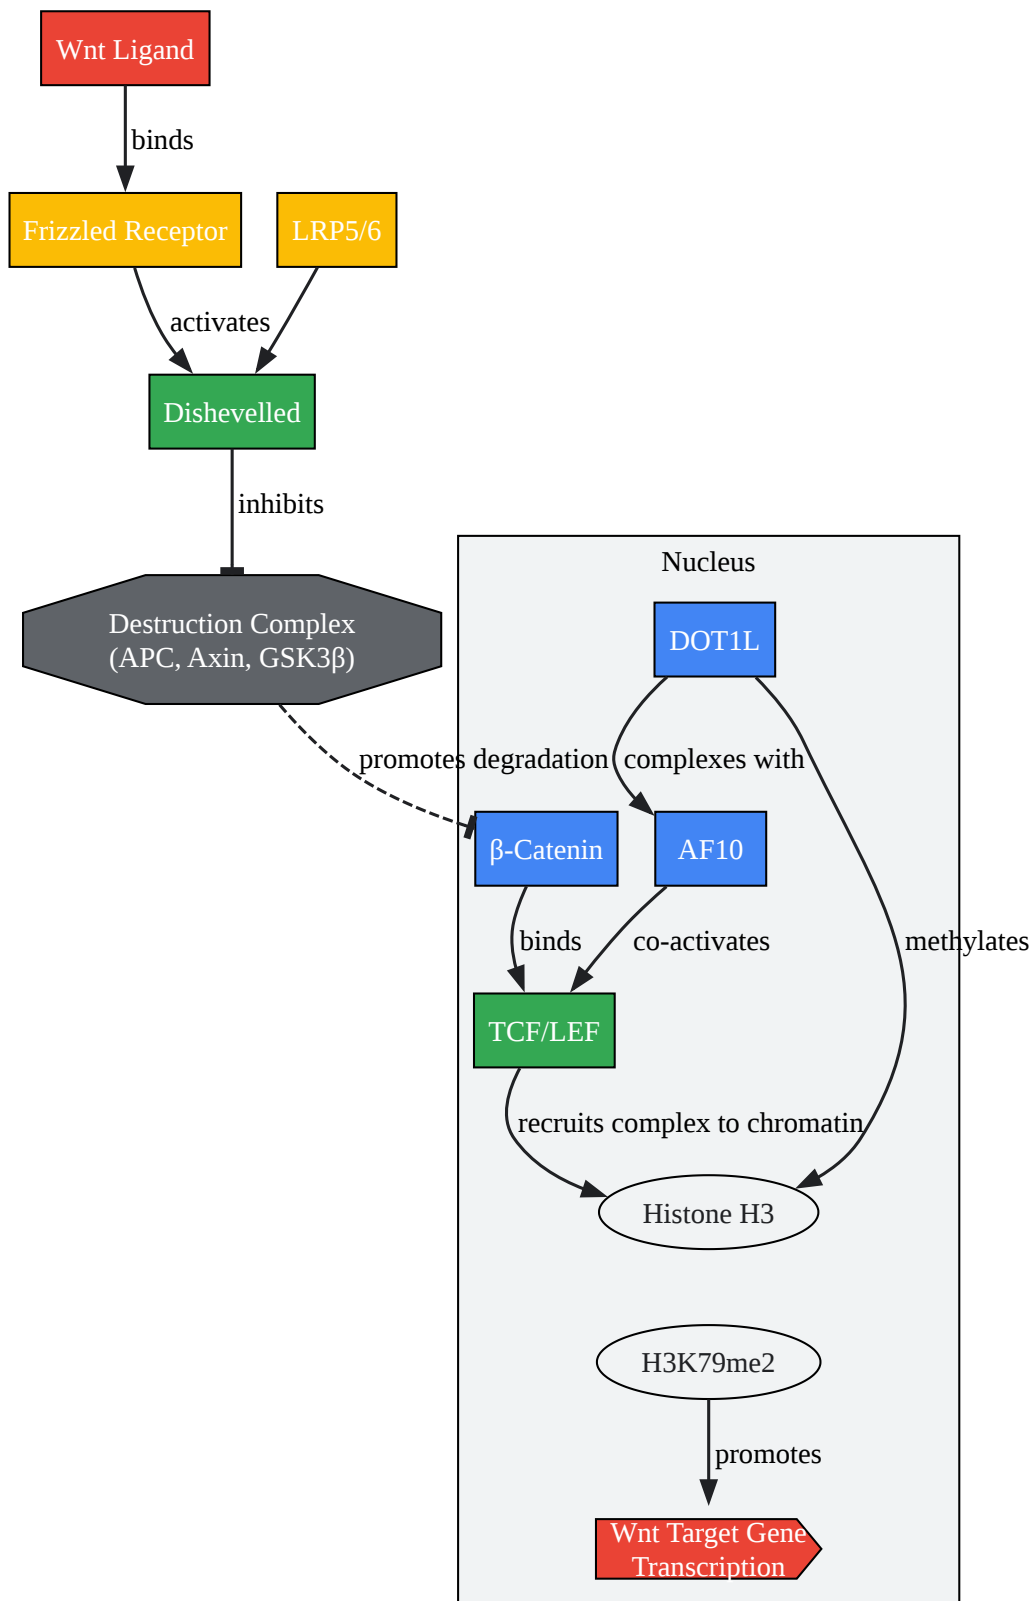 Wnt Ligand
binds
Frizzled Receptor
LRP5/6
activates
Dishevelled
inhibits
Nucleus
Destruction Complex
(APC, Axin, GSK3β)
DOT1L
promotes degradation
complexes with
β-Catenin
AF10
binds
co-activates
methylates
TCF/LEF
recruits complex to chromatin
Histone H3
H3K79me2
promotes
Wnt Target Gene
Transcription